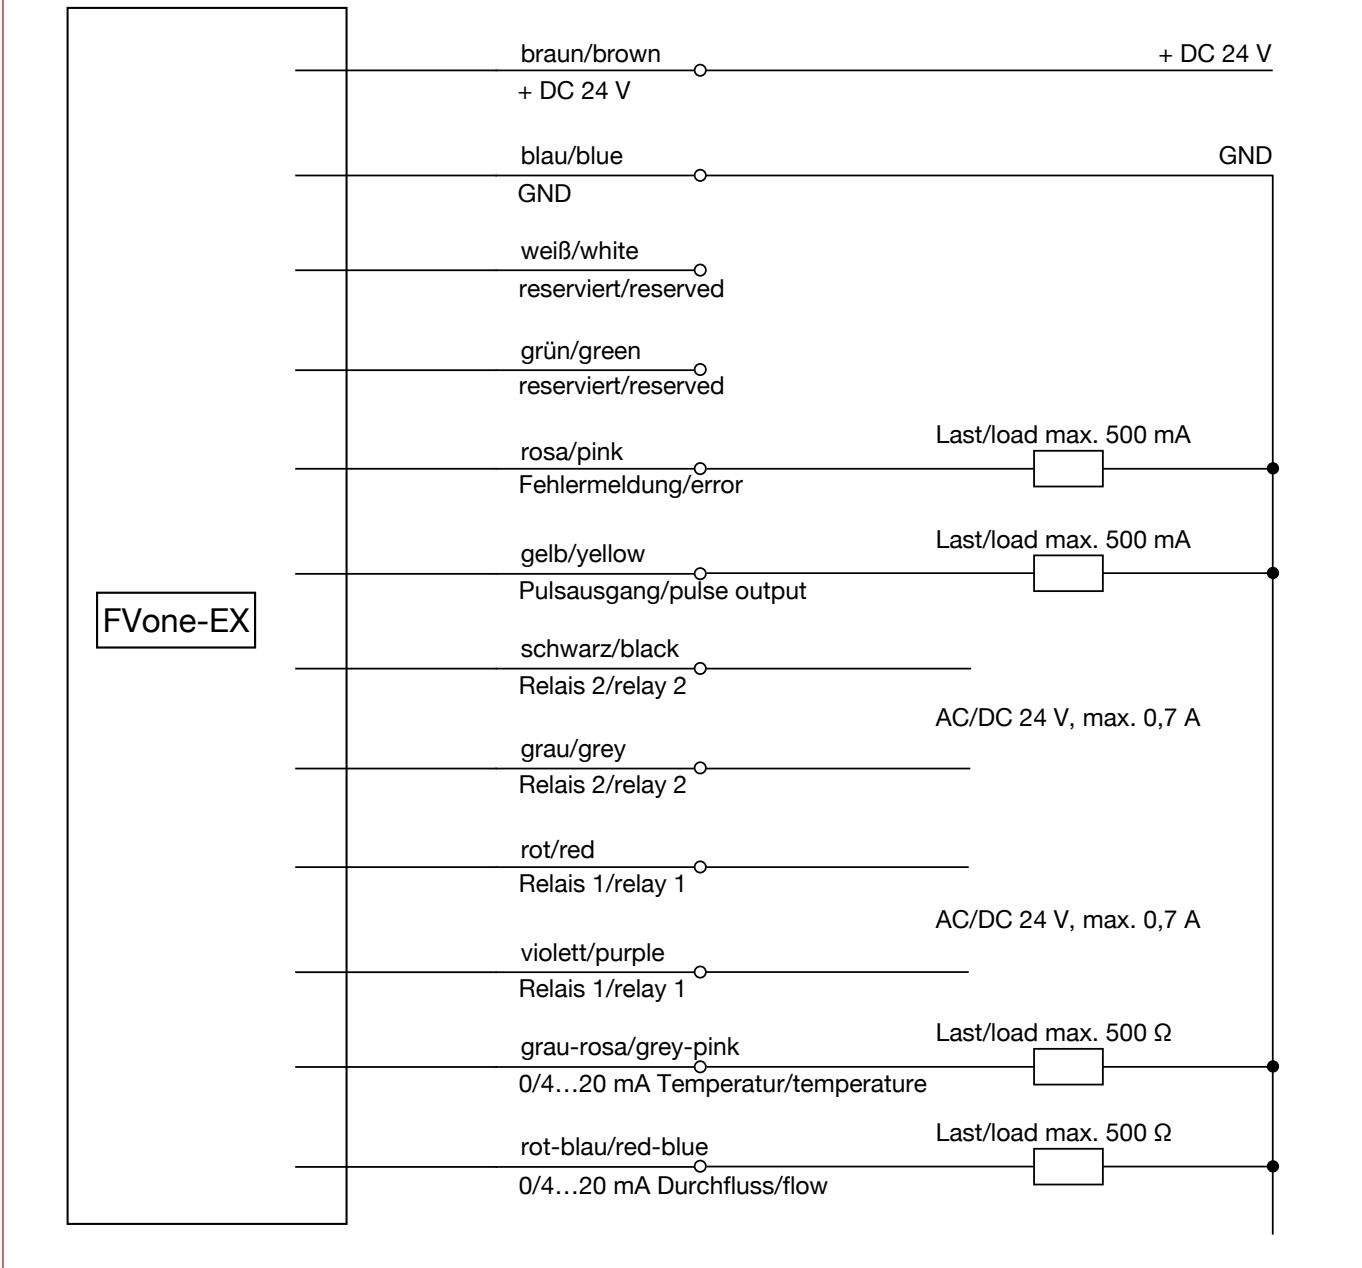 braun/brown
+ DC 24 V
+ DC 24 V
blau/blue
GND
GND
weiß/white
reserviert/reserved
grün/green
reserviert/reserved
Last/load max. 500 mA
rosa/pink
Fehlermeldung/error
Last/load max. 500 mA
gelb/yellow
Pulsausgang/pulse output
FVone-EX
schwarz/black
Relais 2/relay 2
AC/DC 24 V, max. 0,7 A
grau/grey
Relais 2/relay 2
rot/red
Relais 1/relay 1
AC/DC 24 V, max. 0,7 A
violett/purple
Relais 1/relay 1
Last/load max. 500 Ω
grau-rosa/grey-pink
0/4...20 mA Temperatur/temperature
Last/load max. 500 Ω
rot-blau/red-blue
0/4...20 mA Durchfluss/flow